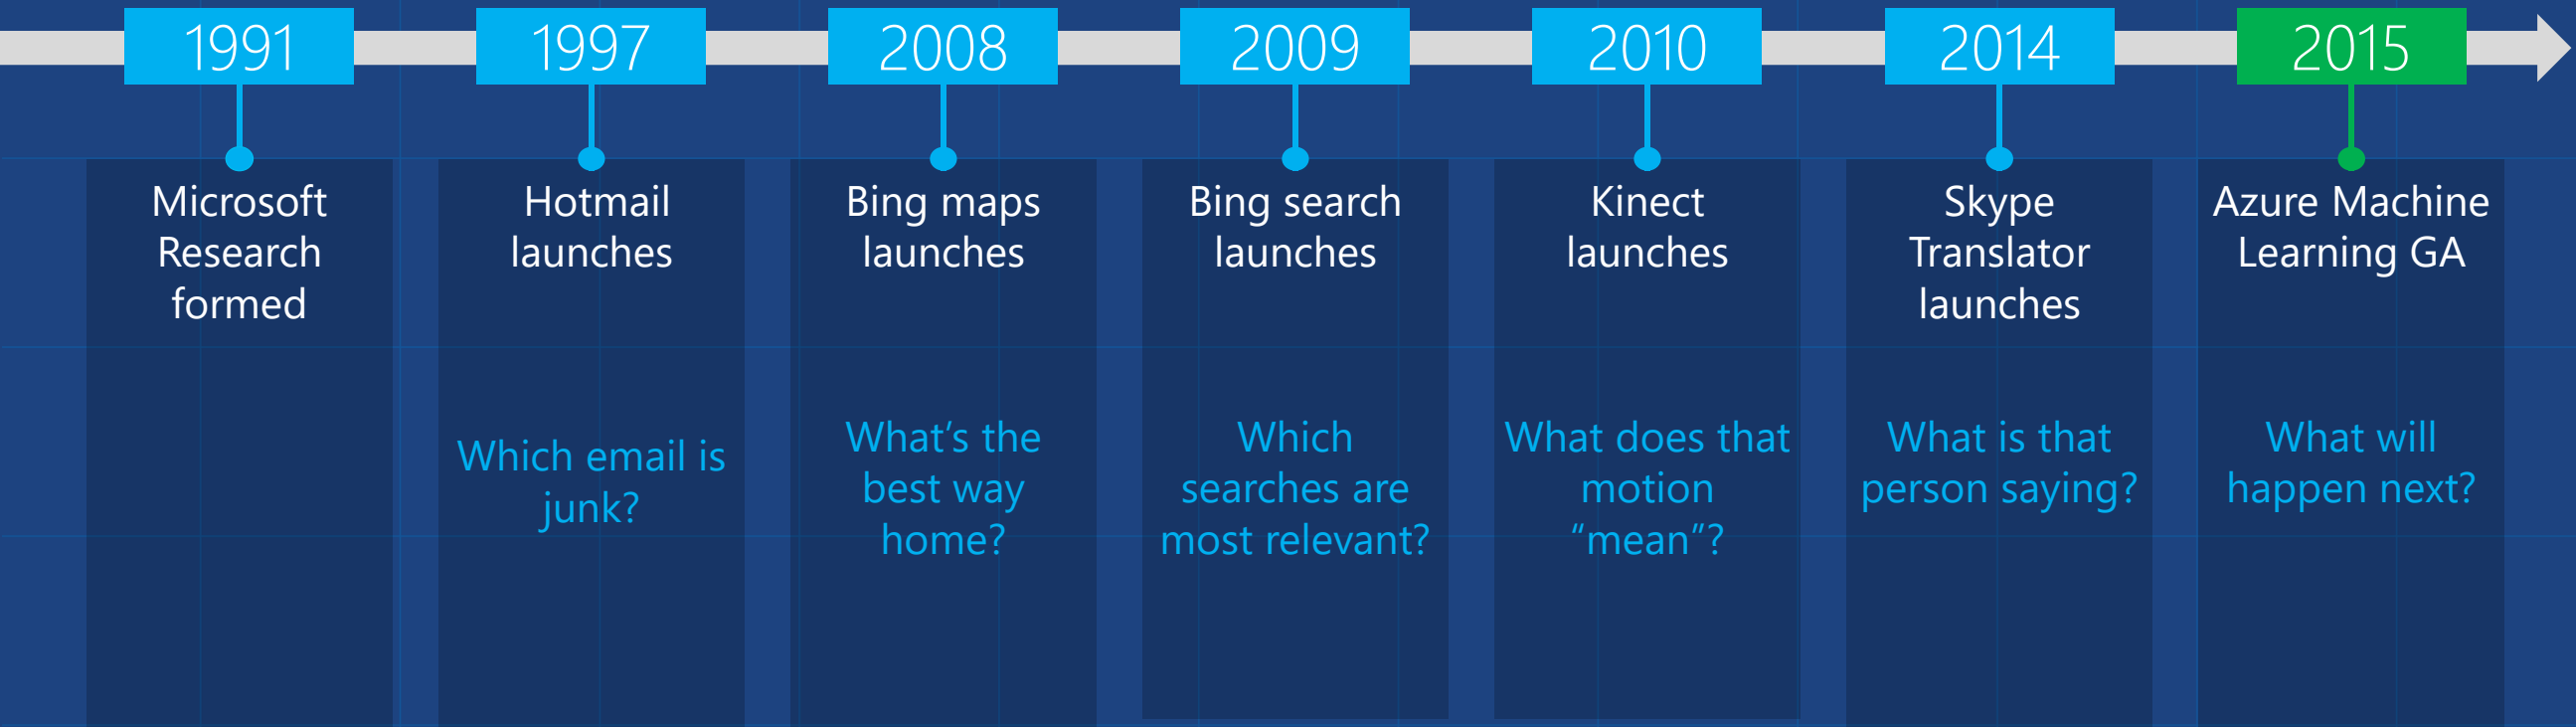 1991
1997
2008
2009
2010
2014
2015
Microsoft
Research
formed
Hotmail
launches
Bing maps
launches
Bing search
launches
Kinect
launches
Skype
Translator
launches
Azure Machine
Learning GA
Which email is
junk?
What’s the
best way
home?
Which
searches are
most relevant?
What does that
motion
“mean”?
What is that
person saying?
What will
happen next?